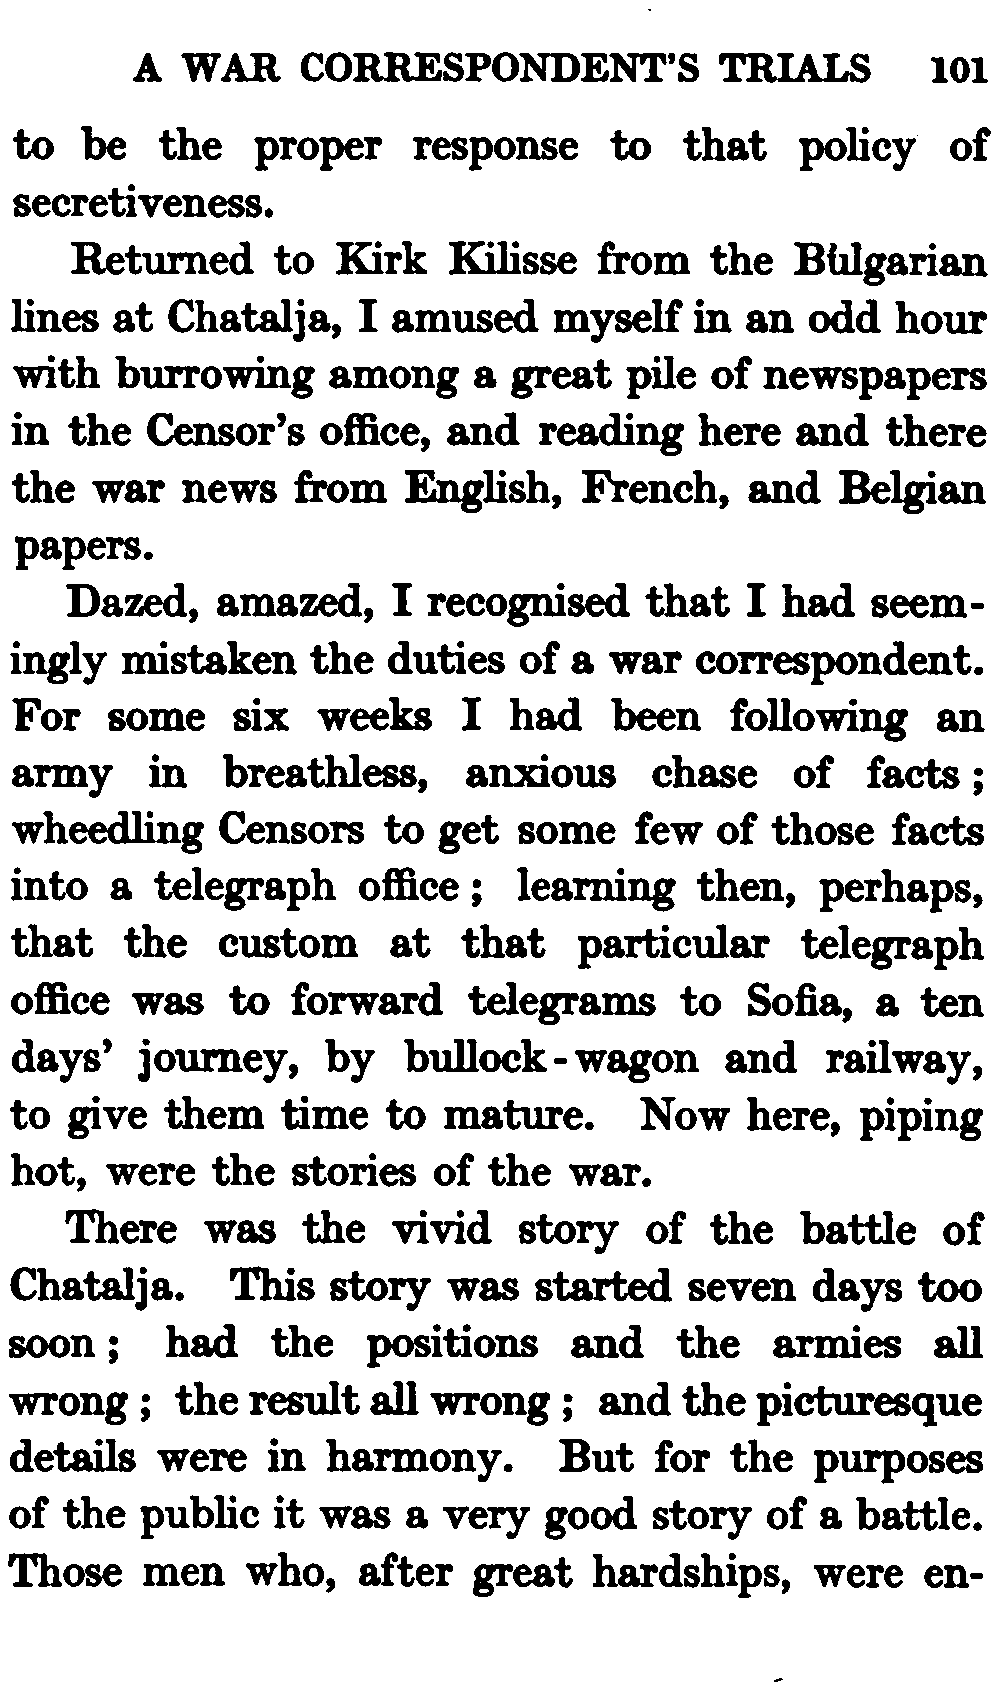 A WAR CORRESPONDENT'S TRIALS 101
to be the proper response to that policy of
secretiveness.
Returned to Kirk Kilisse from the Bulgarian
lines at Chatalja, I amused myself in an odd hour
with burrowing among a great pile of newspapers
in the Censor's office, and reading here and there
the war news from English, French, and Belgian
papers.
Dazed, amazed, I recognised that I had seem-
ingly mistaken the duties of a war correspondent.
For some six weeks I had been following an
army in breathless, anxious chase of facts ;
wheedling Censors to get some few of those facts
into a telegraph office ; learning then, perhaps,
that the custom at that particular telegraph
office was to forward telegrams to Sofia, a ten
days' journey, by bullock-wagon and railway,
to give them time to mature. Now here, piping
hot, were the stories of the war.
There was the vivid story of the battle of
Chatalja. This story was started seven days too
soon ; had the positions and the armies all
wrong ; the result all wrong ; and the picturesque
details were in harmony. But for the purposes
of the public it was a very good story of a battle.
Those men who, after great hardships, were en-